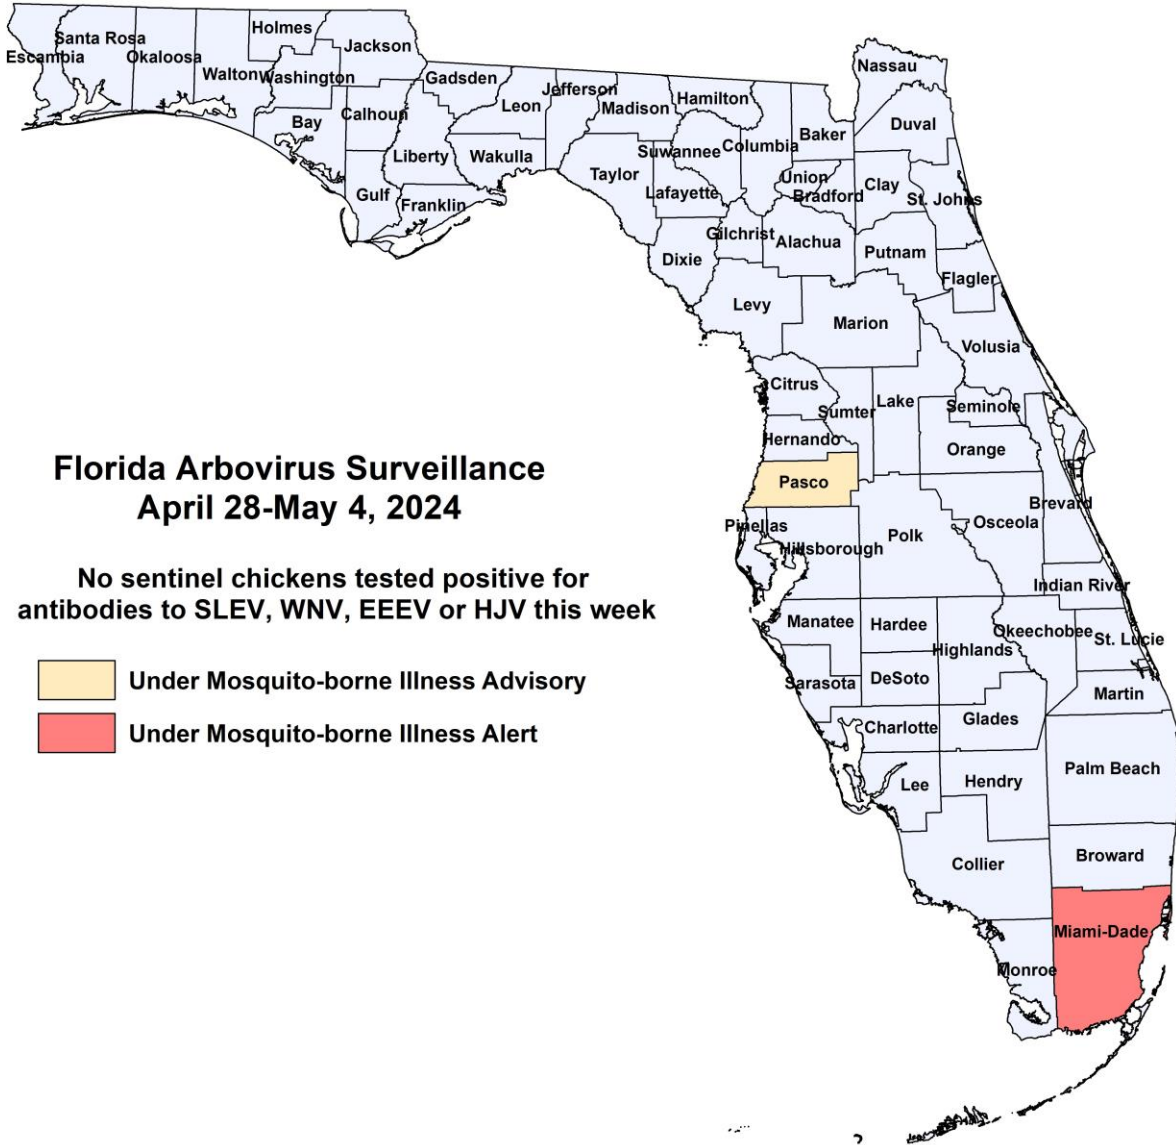 Holmes
Santa Rosa
Jackson
Escambia
Okaloosa
Walton
Washington
Gadsden
Nassau
Jefferson
Leon
Madison
Hamilton
Calhoun
Bay
Duval
Baker
Columbia
Suwannee
Liberty
Wakulla
Taylor
Union
Clay
Lafayette
Bradford
Gulf
Franklin
St. Johns
Gilchrist
Alachua
Putnam
Dixie
Flagler
Levy
Marion
Volusia
Citrus
Sumter
Lake
Seminole
Hernando
Orange
Florida Arbovirus Surveillance
April 28-May 4, 2024
Pasco
Brevard
Pinellas
Osceola
Polk
Hillsborough
No sentinel chickens tested positive for
antibodies to SLEV, WNV, EEEV or HJV this week
Indian River
Manatee
Hardee
Okeechobee
St. Lucie
Highlands
Under Mosquito-borne Illness Advisory
Sarasota
DeSoto
Martin
Under Mosquito-borne Illness Alert
Charlotte
Glades
Palm Beach
Lee
Hendry
Broward
Collier
Miami-Dade
Monroe